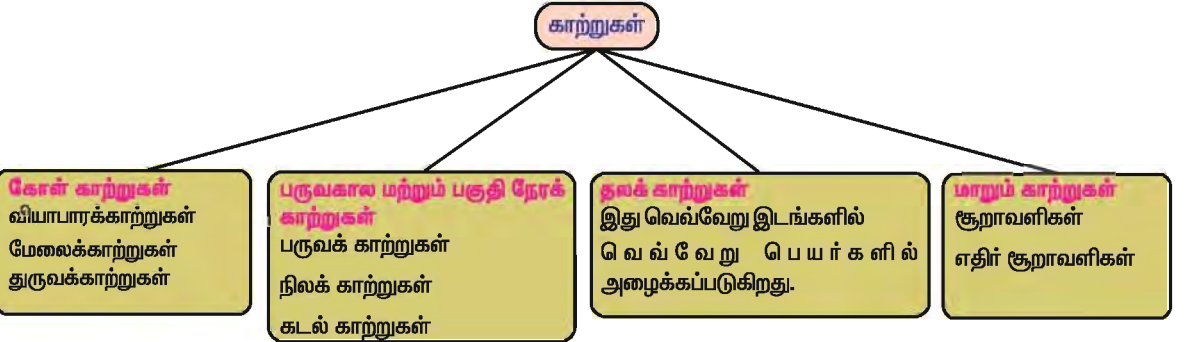 காற்றுகள்
கோள் காற்றுகள்
வியாபாரக்காற்றுகள்
மேலைக்காற்றுகள்
துருவக்காற்றுகள்
பருவகால மற்றும் பகுதி நேரக்
காற்றுகள்
பருவக் காற்றுகள்
நிலக் காற்றுகள்
கடல் காற்றுகள்
தலக் காற்றுகள்
இது வெவ்வேறு இடங்களில்
வெவ்வேறு பெயர்களில்
அழைக்கப்படுகிறது.
மாறும் காற்றுகள்
சூறாவளிகள்
எதிர் சூறாவளிகள்